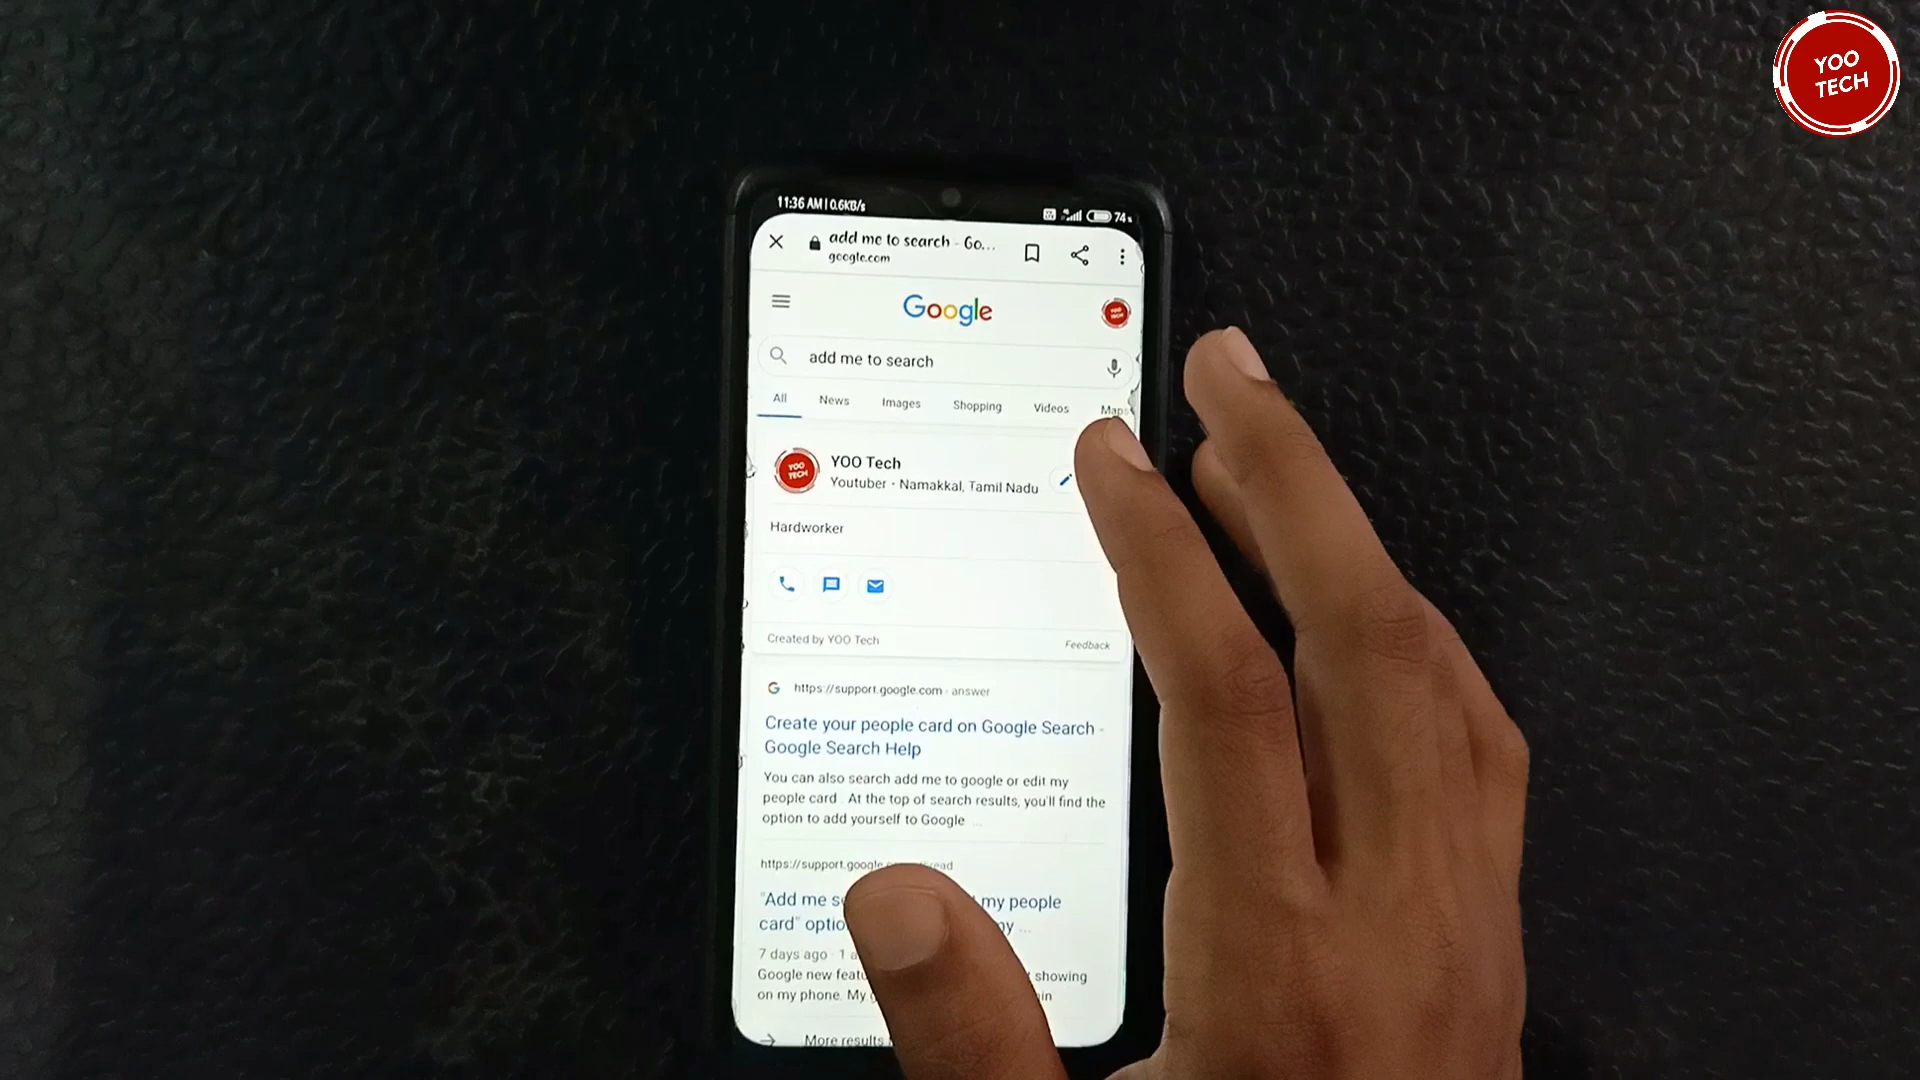 YOO
TECH
11:36 AM | 0.6KB/s
74
add me to search - Go...
google.com
Google
add me to search
All News Images Shopping Videos Maps
YOO Tech
Youtuber - Namakkal, Tamil Nadu
YOO
TECH
Hardworker
Created by YOO Tech
Feedback
https://support.google.com › answer
Create your people card on Google Search -
Google Search Help
You can also search add me to google or edit my
people card . At the top of search results, you'll find the
option to add yourself to Google ...
https://support.google
"Add me my people
card" ...
7 days ago · 1
Google new showing
on my phone. My
More results